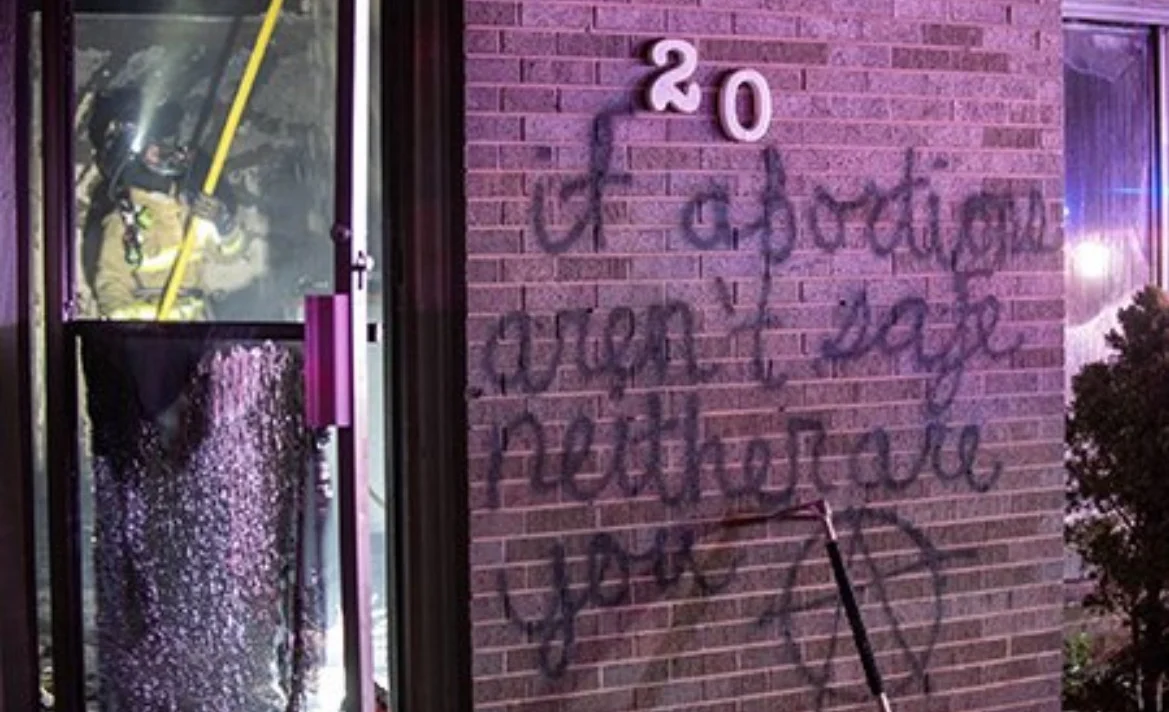 20
if abortions
aren't safe
neither are
you